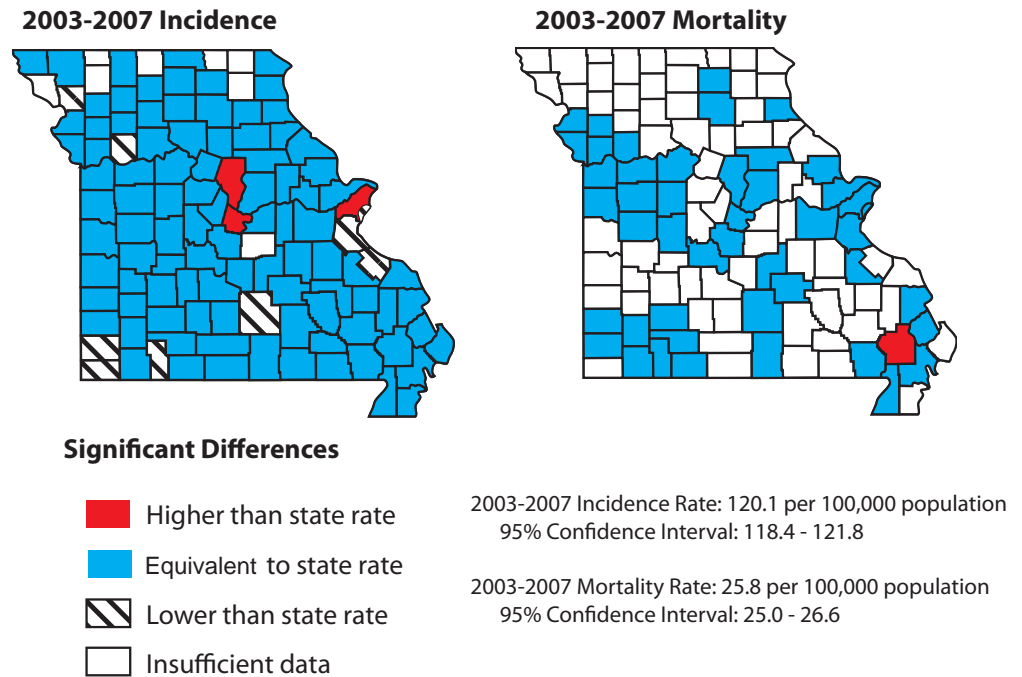 2003-2007 Incidence
2003-2007 Mortality
Significant Differences
Higher than state rate
Equivalent to state rate
Lower than state rate
Insufficient data
2003-2007 Incidence Rate: 120.1 per 100,000 population
95% Confidence Interval: 118.4 - 121.8
2003-2007 Mortality Rate: 25.8 per 100,000 population
95% Confidence Interval: 25.0 - 26.6